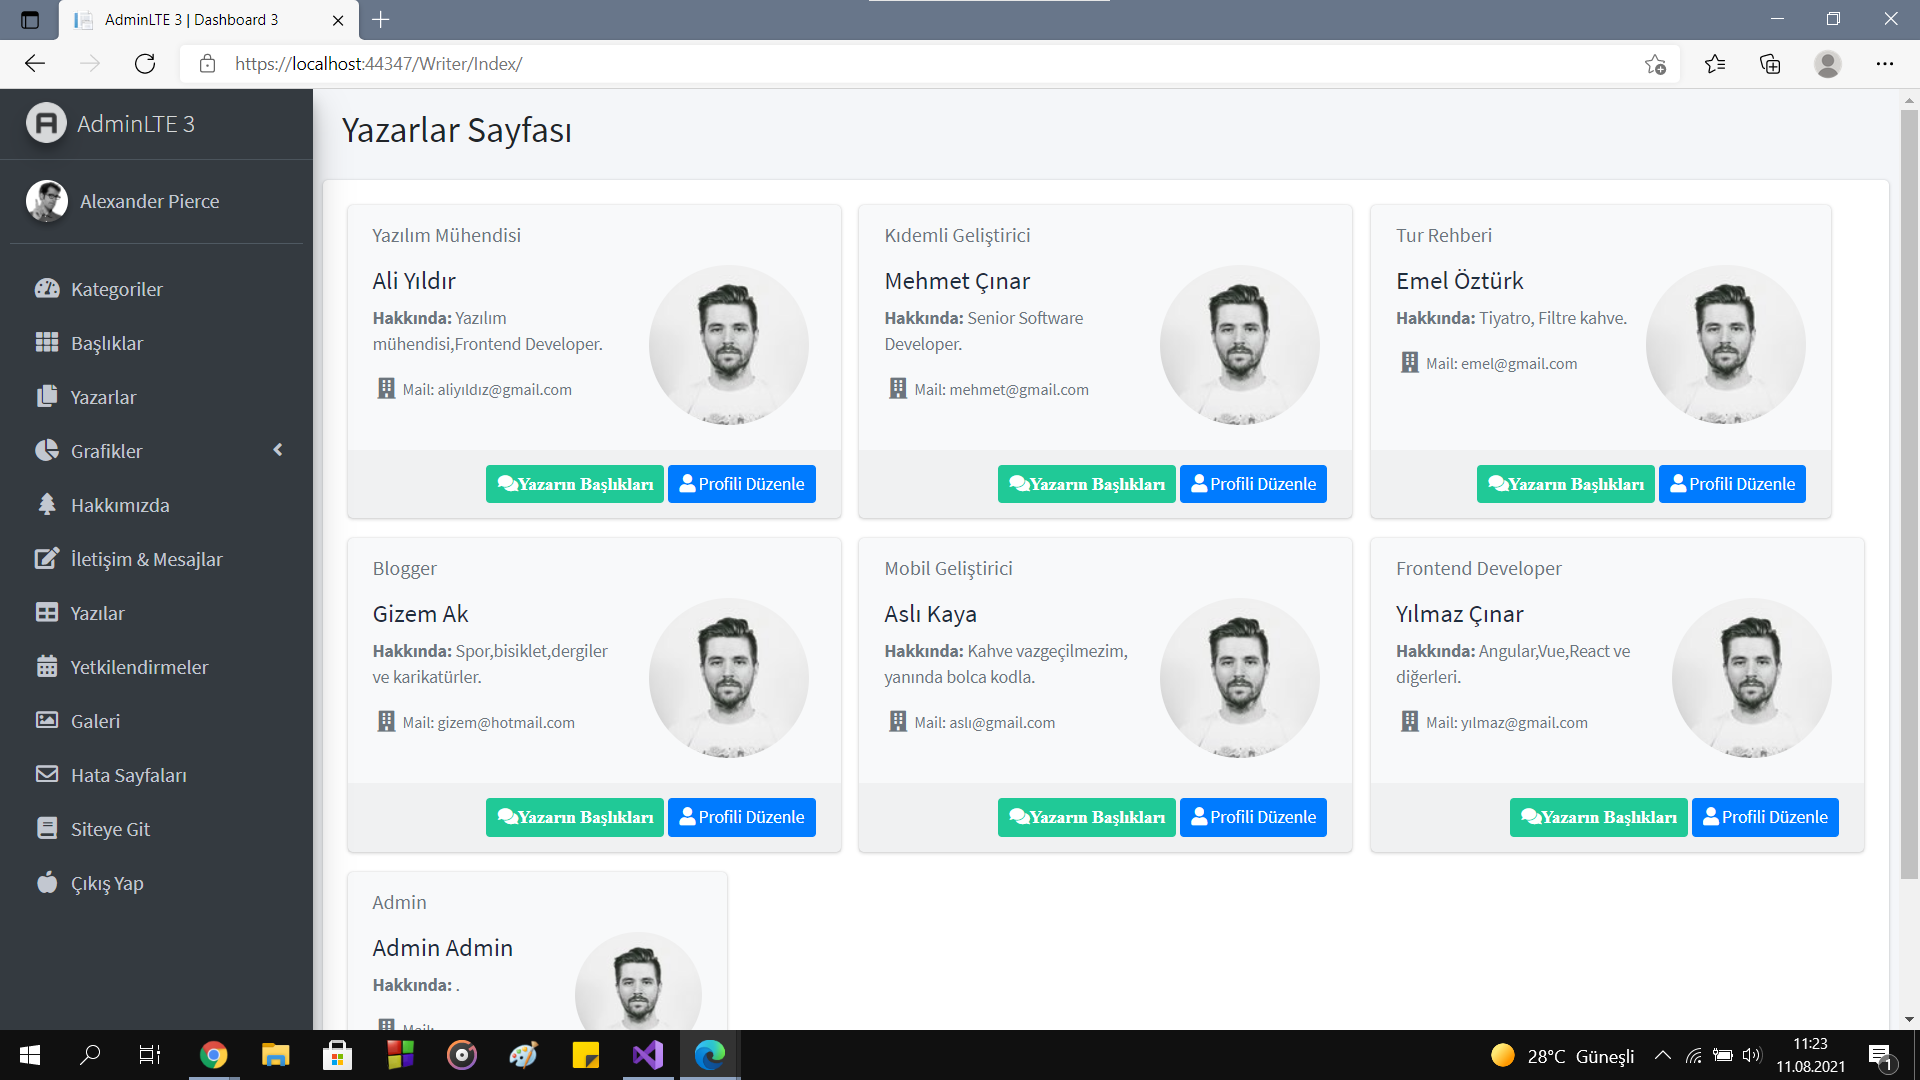 AdminLTE 3 | Dashboard 3
https://localhost:44347/Writer/Index/
AdminLTE 3
Alexander Pierce
Kategoriler
Başlıklar
Yazarlar
Grafikler
Hakkımızda
İletişim & Mesajlar
Yazılar
Yetkilendirmeler
Galeri
Hata Sayfaları
Siteye Git
Çıkış Yap
Yazarlar Sayfası
Yazılım Mühendisi
Ali Yıldır
Hakkında: Yazılım
mühendisi,Frontend Developer.
Mail: aliyıldız@gmail.com
Yazarın Başlıkları
Profili Düzenle
Kıdemli Geliştirici
Mehmet Çınar
Hakkında: Senior Software
Developer.
Mail: mehmet@gmail.com
Yazarın Başlıkları
Profili Düzenle
Tur Rehberi
Emel Öztürk
Hakkında: Tiyatro, Filtre kahve.
Mail: emel@gmail.com
Yazarın Başlıkları
Profili Düzenle
Blogger
Gizem Ak
Hakkında: Spor,bisiklet,dergiler
ve karikatürler.
Mail: gizem@hotmail.com
Yazarın Başlıkları
Profili Düzenle
Mobil Geliştirici
Aslı Kaya
Hakkında: Kahve vazgeçilmezim,
yanında bolca kodla.
Mail: aslı@gmail.com
Yazarın Başlıkları
Profili Düzenle
Frontend Developer
Yılmaz Çınar
Hakkında: Angular,Vue,React ve
diğerleri.
Mail: yılmaz@gmail.com
Yazarın Başlıkları
Profili Düzenle
Admin
Admin Admin
Hakkında: .
Mail:
28°C Güneşli
11:23
11.08.2021
1